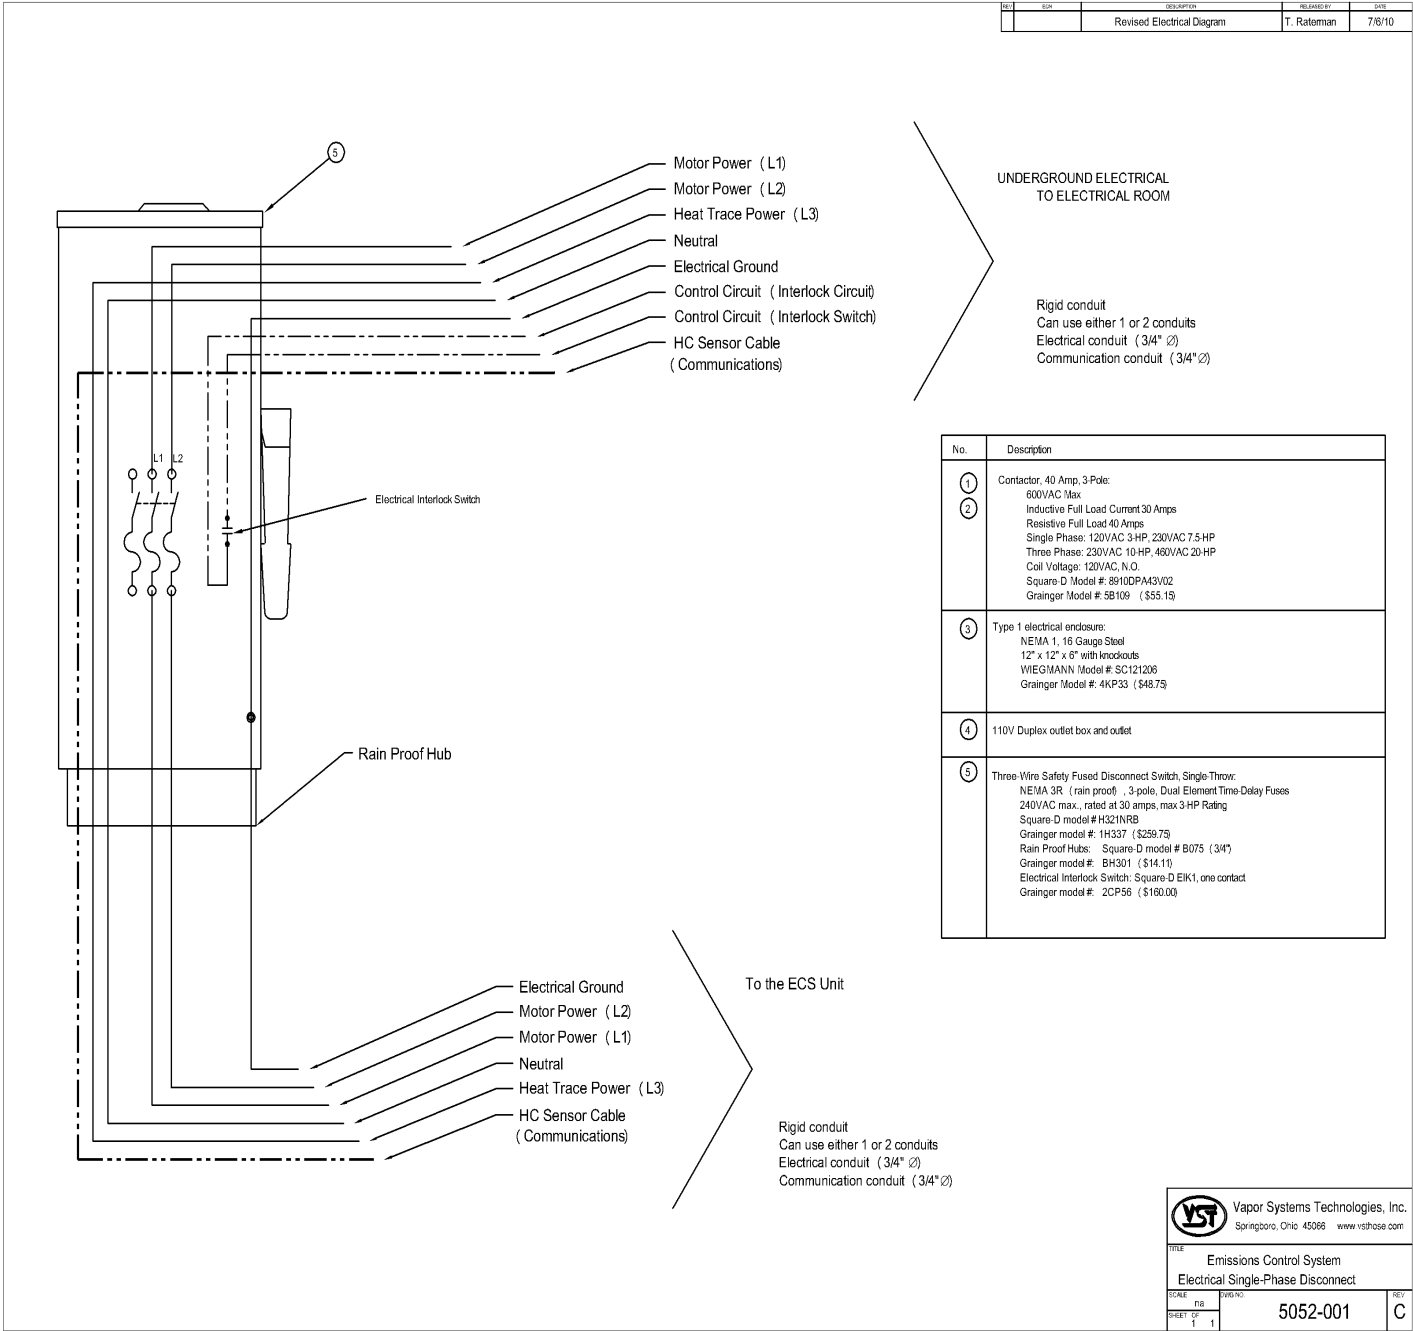 REV ECN DESCRIPTION RELEASED BY DATE
Revised Electrical Diagram T. Raterman 7/6/10
5
Motor Power ( L1)
Motor Power ( L2)
Heat Trace Power ( L3)
Neutral
Electrical Ground
Control Circuit ( Interlock Circuit)
Control Circuit ( Interlock Switch)
HC Sensor Cable
( Communications)
UNDERGROUND ELECTRICAL
TO ELECTRICAL ROOM
Rigid conduit
Can use either 1 or 2 conduits
Electrical conduit ( 3/4" ∅)
Communication conduit ( 3/4"∅)
L1 L2
Electrical Interlock Switch
Rain Proof Hub
No. Description
1
2
Contactor, 40 Amp, 3-Pole:
600VAC Max
Inductive Full Load Current 30 Amps
Resistive Full Load 40 Amps
Single Phase: 120VAC 3-HP, 230VAC 7.5-HP
Three Phase: 230VAC 10-HP, 460VAC 20-HP
Coil Voltage: 120VAC, N.O.
Square-D Model #: 8910DPA43V02
Grainger Model #: 5B109 ( $55.15)
3
Type 1 electrical enclosure:
NEMA 1, 16 Gauge Steel
12" x 12" x 6" with knockouts
WIEGMANN Model #: SC121206
Grainger Model #: 4KP33 ( $48.75)
4 110V Duplex outlet box and outlet
5
Three-Wire Safety Fused Disconnect Switch, Single-Throw:
NEMA 3R ( rain proof) , 3-pole, Dual Element Time-Delay Fuses
240VAC max., rated at 30 amps, max 3-HP Rating
Square-D model # H321NRB
Grainger model #: 1H337 ( $259.75)
Rain Proof Hubs: Square-D model # B075 ( 3/4")
Grainger model #: BH301 ( $14.11)
Electrical Interlock Switch: Square-D EIK1, one contact
Grainger model #: 2CP56 ( $160.00)
Electrical Ground
Motor Power ( L2)
Motor Power ( L1)
Neutral
Heat Trace Power ( L3)
HC Sensor Cable
( Communications)
To the ECS Unit
Rigid conduit
Can use either 1 or 2 conduits
Electrical conduit ( 3/4" ∅)
Communication conduit ( 3/4"∅)
VST
Vapor Systems Technologies, Inc.
Springboro, Ohio 45066 www.vsthose.com
TITLE
Emissions Control System
Electrical Single-Phase Disconnect
SCALE na
DWG NO. 5052-001
REV C
SHEET OF
1 1